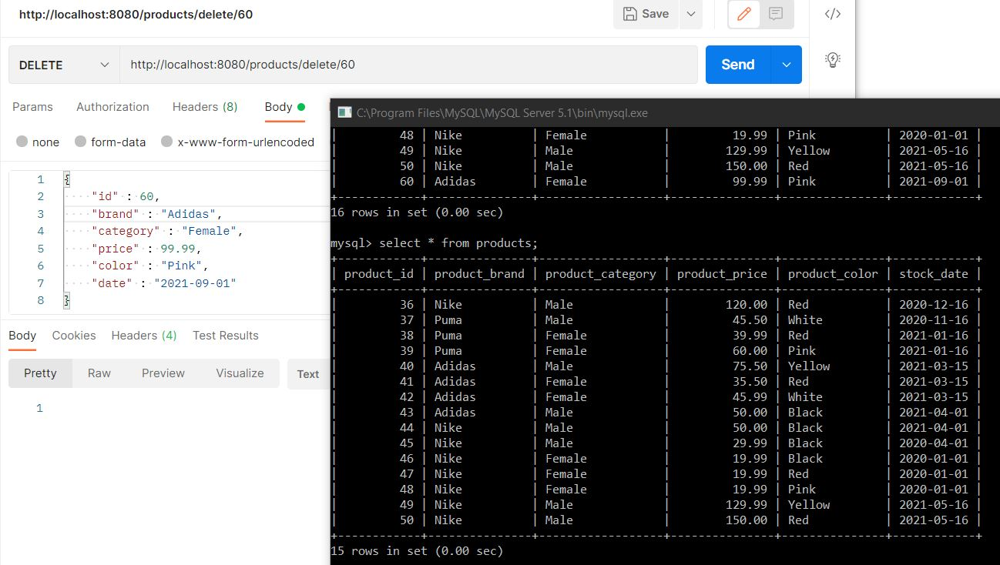 http://localhost:8080/products/delete/60
Save
</>
DELETE
http://localhost:8080/products/delete/60
Send
Params Authorization Headers (8) Body
none form-data x-www-form-urlencoded
1 {
2 "id" : 60,
3 "brand" : "Adidas",
4 "category" : "Female",
5 "price" : 99.99,
6 "color" : "Pink",
7 "date" : "2021-09-01"
8 }
Body Cookies Headers (4) Test Results
Pretty Raw Preview Visualize Text
1
C:\Program Files\MySQL\MySQL Server 5.1\bin\mysql.exe
| 48 | Nike | Female | 19.99 | Pink | 2020-01-01 |
| 49 | Nike | Male | 129.99 | Yellow | 2021-05-16 |
| 50 | Nike | Male | 150.00 | Red | 2021-05-16 |
| 60 | Adidas | Female | 99.99 | Pink | 2021-09-01 |
+------------+---------------+------------------+---------------+---------------+------------+
16 rows in set (0.00 sec)
mysql> select * from products;
+------------+---------------+------------------+---------------+---------------+------------+
| product_id | product_brand | product_category | product_price | product_color | stock_date |
+------------+---------------+------------------+---------------+---------------+------------+
| 36 | Nike | Male | 120.00 | Red | 2020-12-16 |
| 37 | Puma | Male | 45.50 | White | 2020-11-16 |
| 38 | Puma | Female | 39.99 | Red | 2021-01-16 |
| 39 | Puma | Female | 60.00 | Pink | 2021-01-16 |
| 40 | Adidas | Male | 75.50 | Yellow | 2021-03-15 |
| 41 | Adidas | Female | 35.50 | Red | 2021-03-15 |
| 42 | Adidas | Female | 45.99 | White | 2021-03-15 |
| 43 | Adidas | Male | 50.00 | Black | 2021-04-01 |
| 44 | Nike | Male | 50.00 | Black | 2021-04-01 |
| 45 | Nike | Male | 29.99 | Black | 2020-04-01 |
| 46 | Nike | Female | 19.99 | Black | 2020-01-01 |
| 47 | Nike | Female | 19.99 | Red | 2020-01-01 |
| 48 | Nike | Female | 19.99 | Pink | 2020-01-01 |
| 49 | Nike | Male | 129.99 | Yellow | 2021-05-16 |
| 50 | Nike | Male | 150.00 | Red | 2021-05-16 |
+------------+---------------+------------------+---------------+---------------+------------+
15 rows in set (0.00 sec)